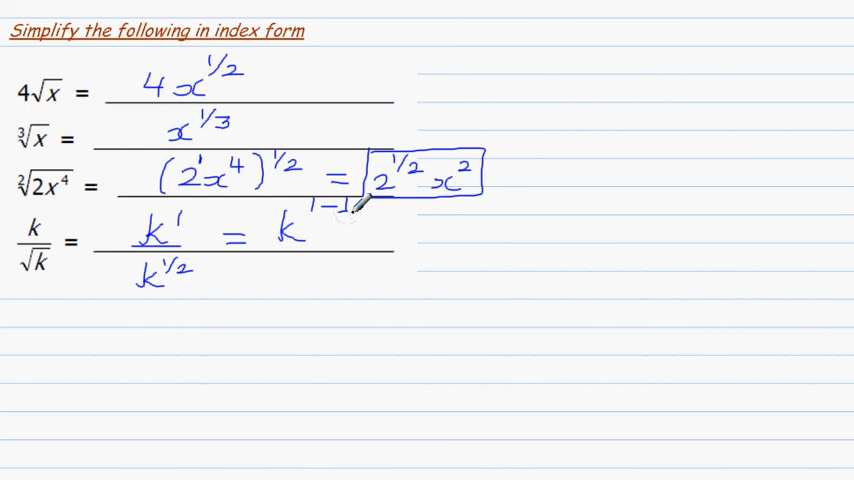 Simplify the following in index form
4√x = 4x^1/2
∛x = x^1/3
²√2x⁴ = (2¹x⁴)^1/2 = 2^1/2 x²
k/√k = k¹/k^1/2 = k^1-1